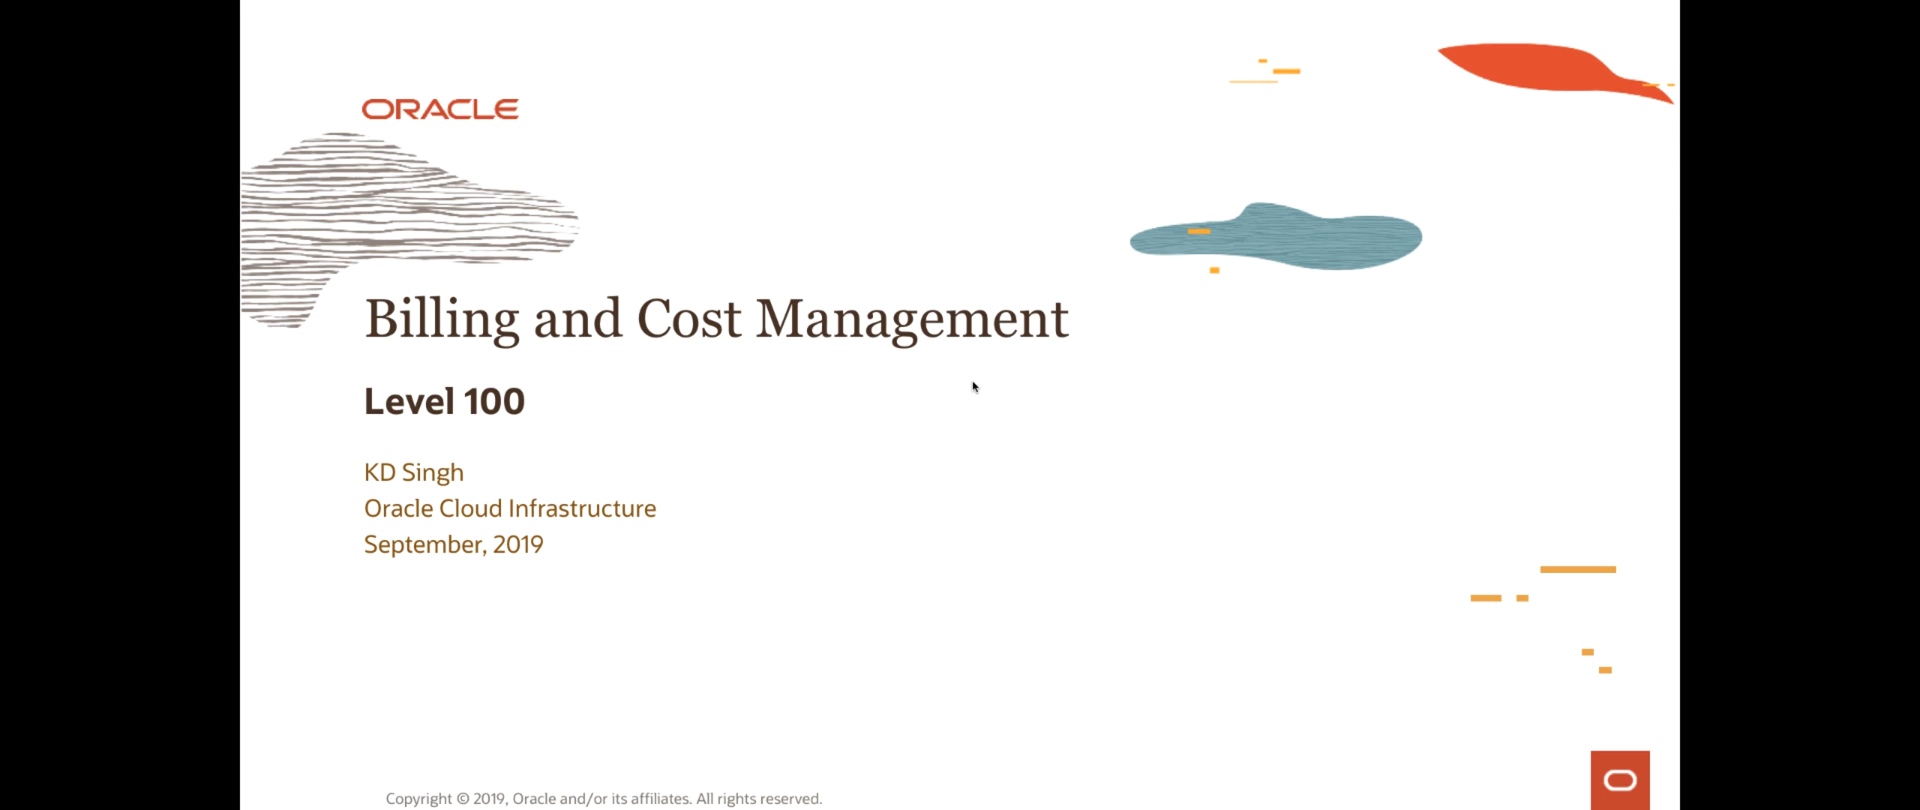 ORACLE
Billing and Cost Management
Level 100
KD Singh
Oracle Cloud Infrastructure
September, 2019
Copyright © 2019, Oracle and/or its affiliates. All rights reserved.